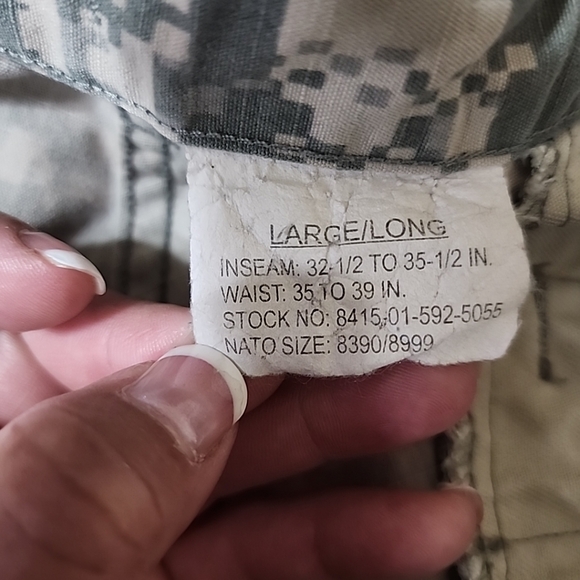 LARGE/LONG
INSEAM: 32-1/2 TO 35-1/2 IN.
WAIST: 35 TO 39 IN.
STOCK NO: 8415-01-592-5055
NATO SIZE: 8390/8999